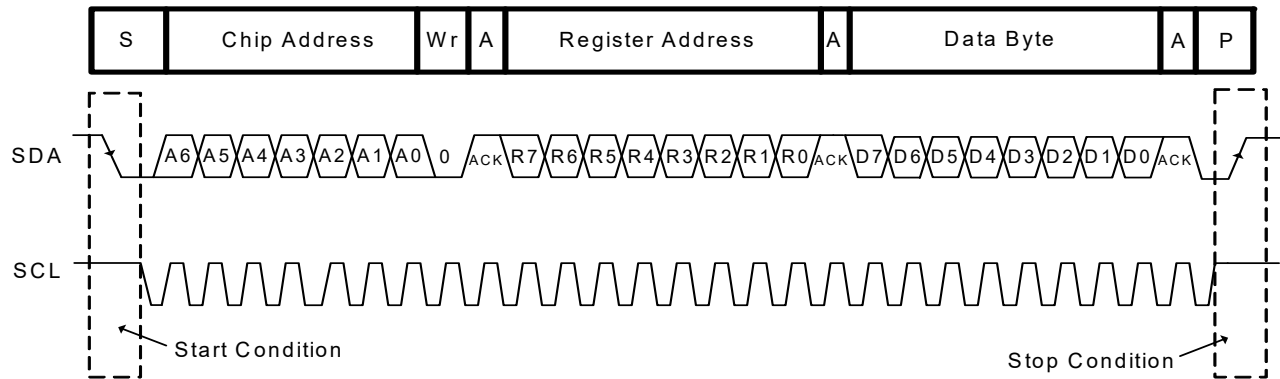 S Chip Address Wr A Register Address A Data Byte A P
SDA A6 A5 A4 A3 A2 A1 A0 0 ACK R7 R6 R5 R4 R3 R2 R1 R0 ACK D7 D6 D5 D4 D3 D2 D1 D0 ACK
SCL
Start Condition
Stop Condition